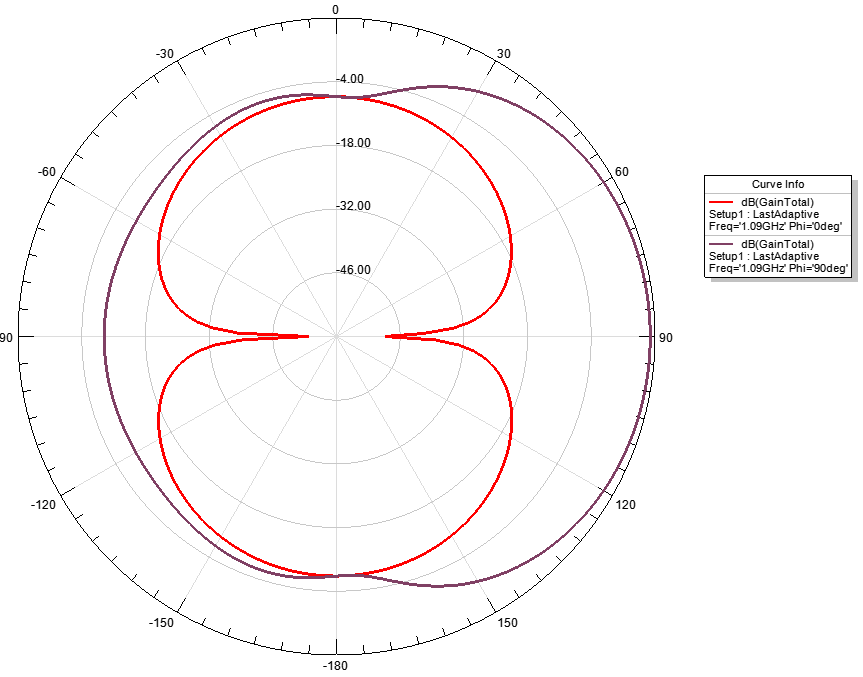 0
-30
30
-4.00
-18.00
-60
60
-32.00
-46.00
90
90
-120
120
-150
150
-180
Curve Info
dB(GainTotal)
Setup1 : LastAdaptive
Freq='1.09GHz' Phi='0deg'
dB(GainTotal)
Setup1 : LastAdaptive
Freq='1.09GHz' Phi='90deg'